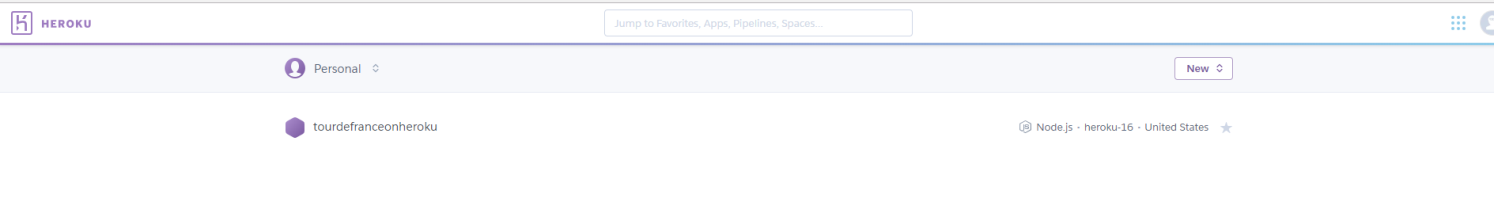 HEROKU
Jump to Favorites, Apps, Pipelines, Spaces...
Personal
New
tourdefranceonheroku
Node.js · heroku-16 · United States